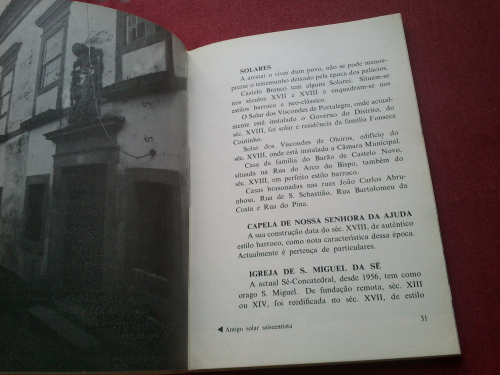 SOLARES
A atestar o viver dum povo, não se pode menos-
prezar o testemunho deixado pela época dos palácios.
Castelo Branco tem alguns Solares. Situam-se
nos séculos XVII e XVIII e enquadram-se nos
estilos barroco e neo-clássico.
O Solar dos Viscondes de Portalegre, onde actual-
mente está instalado o Governo do Distrito, do
séc. XVIII, foi solar e residência da família Fonseca
Coutinho.
Solar dos Viscondes de Oleiros, edifício do
séc. XVIII, onde está instalada a Câmara Municipal.
Casa da família do Barão de Castelo Novo,
situada na Rua do Arco do Bispo, também do
séc. XVIII, em perfeito estilo barroco.
Casas brasonadas nas ruas João Carlos Abru-
nhosa, Rua de S. Sebastião, Rua Bartolomeu da
Costa e Rua do Pina.
CAPELA DE NOSSA SENHORA DA AJUDA
A sua construção data do séc. XVIII, de autêntico
estilo barroco, como nota característica dessa época.
Actualmente é pertença de particulares.
IGREJA DE S. MIGUEL DA SÉ
A actual Sé-Concatedral, desde 1956, tem como
orago S. Miguel. De fundação remota, séc. XIII
ou XIV, foi reedificada no séc. XVII, de estilo
◀ Antigo solar seiscentista
31